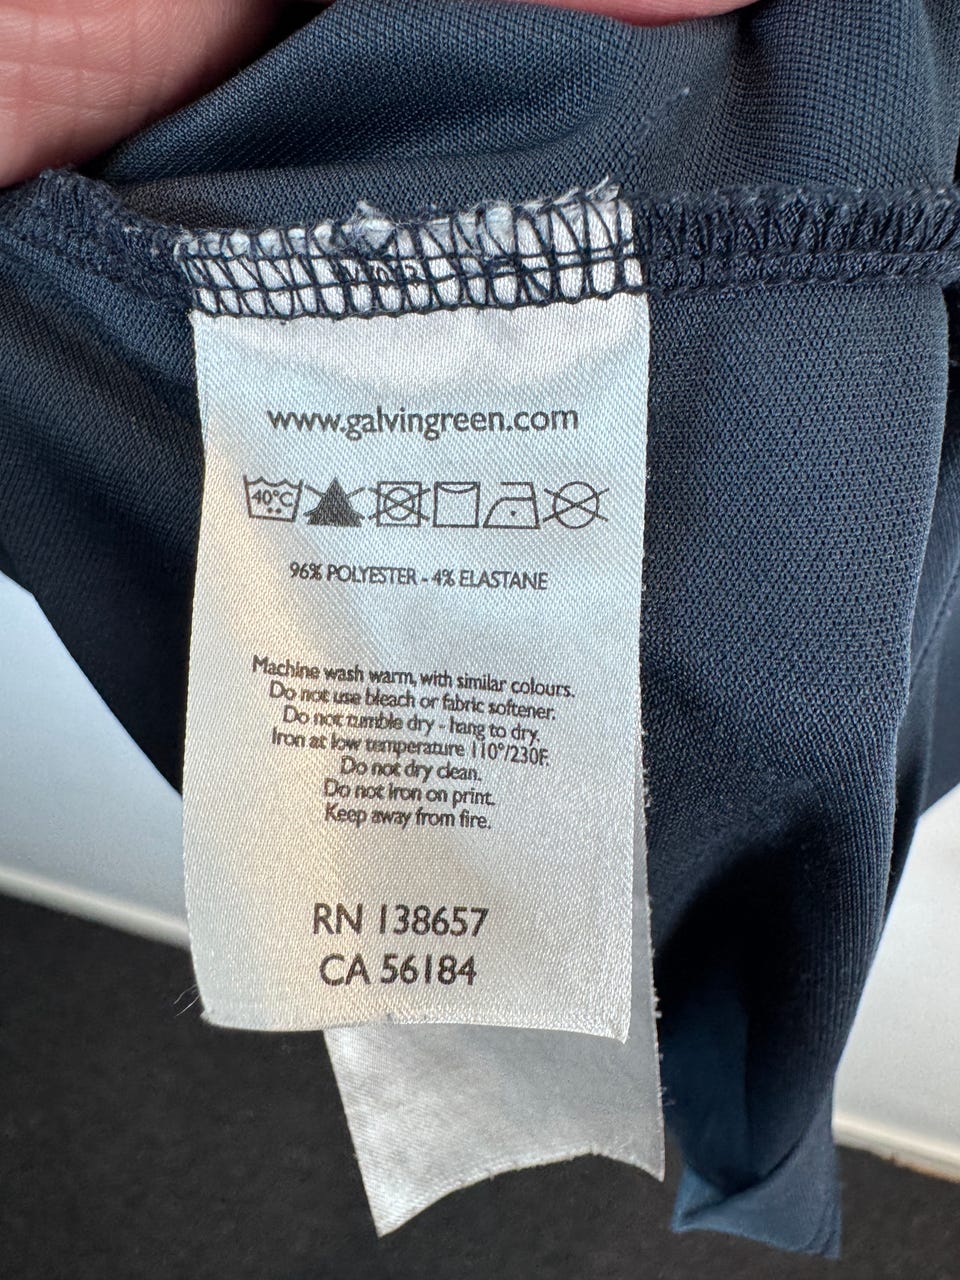 www.galvingreen.com
40°C
96% POLYESTER - 4% ELASTANE
Machine wash warm, with similar colours.
Do not use bleach or fabric softener.
Do not tumble dry - hang to dry.
Iron at low temperature 110°/230F.
Do not dry clean.
Do not iron on print.
Keep away from fire.
RN 138657
CA 56184